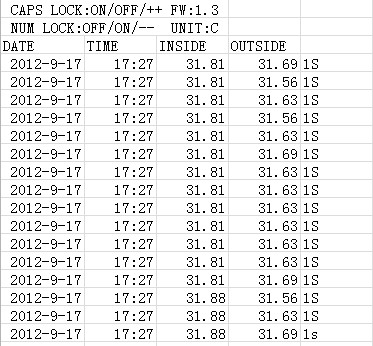 CAPS LOCK:ON/OFF/++ FW:1.3
NUM LOCK:OFF/ON/-- UNIT:C
DATE TIME INSIDE OUTSIDE
2012-9-17 17:27 31.81 31.69 1S
2012-9-17 17:27 31.81 31.56 1S
2012-9-17 17:27 31.81 31.63 1S
2012-9-17 17:27 31.81 31.56 1S
2012-9-17 17:27 31.81 31.63 1S
2012-9-17 17:27 31.81 31.69 1S
2012-9-17 17:27 31.81 31.63 1S
2012-9-17 17:27 31.81 31.63 1S
2012-9-17 17:27 31.81 31.63 1S
2012-9-17 17:27 31.81 31.63 1S
2012-9-17 17:27 31.81 31.63 1S
2012-9-17 17:27 31.81 31.63 1S
2012-9-17 17:27 31.81 31.69 1S
2012-9-17 17:27 31.88 31.56 1S
2012-9-17 17:27 31.88 31.63 1S
2012-9-17 17:27 31.88 31.69 1s